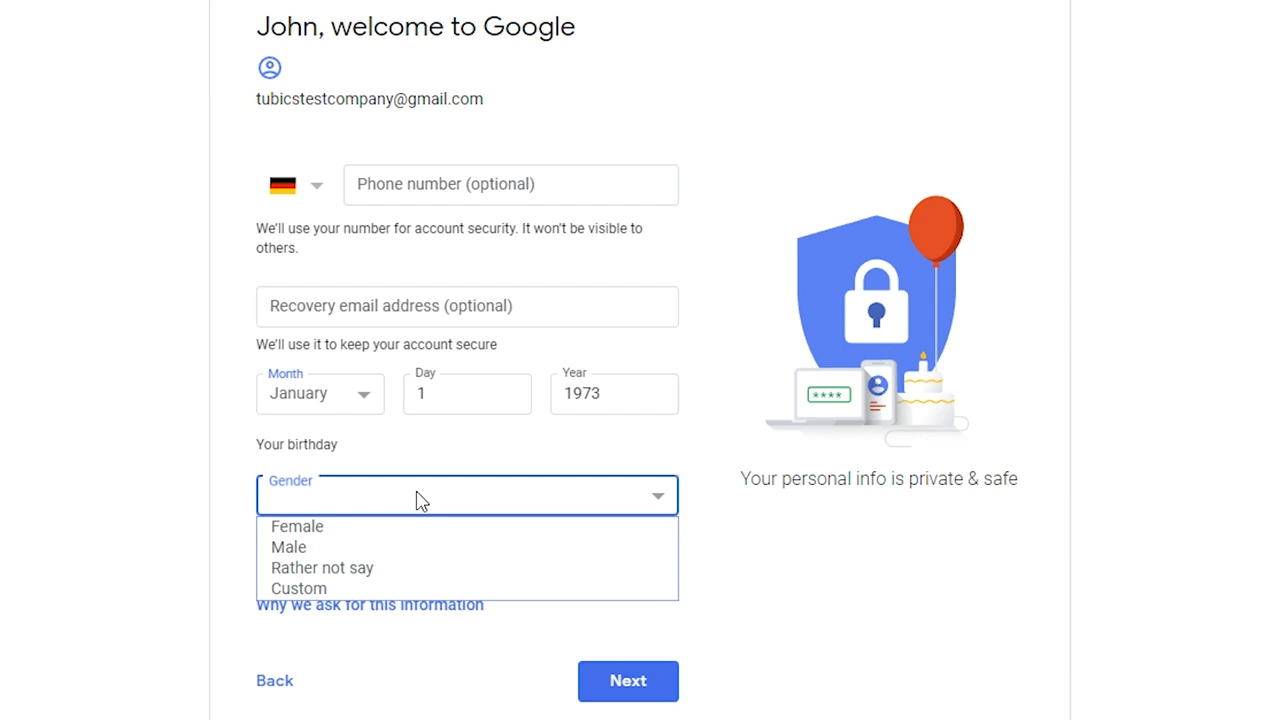 John, welcome to Google
tubicstestcompany@gmail.com
Phone number (optional)
We'll use your number for account security. It won't be visible to
others.
Recovery email address (optional)
We'll use it to keep your account secure
Month
Day
Year
January
1
1973
Your birthday
Gender
Female
Male
Rather not say
Custom
Why we ask for this information
Back
Next
****
Your personal info is private & safe